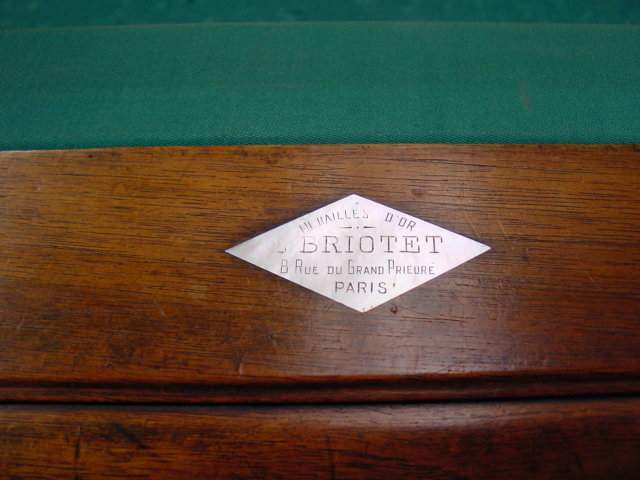 MEDAILLES D'OR
BRIOTET
8 RUE DU GRAND PRIEURE
PARIS